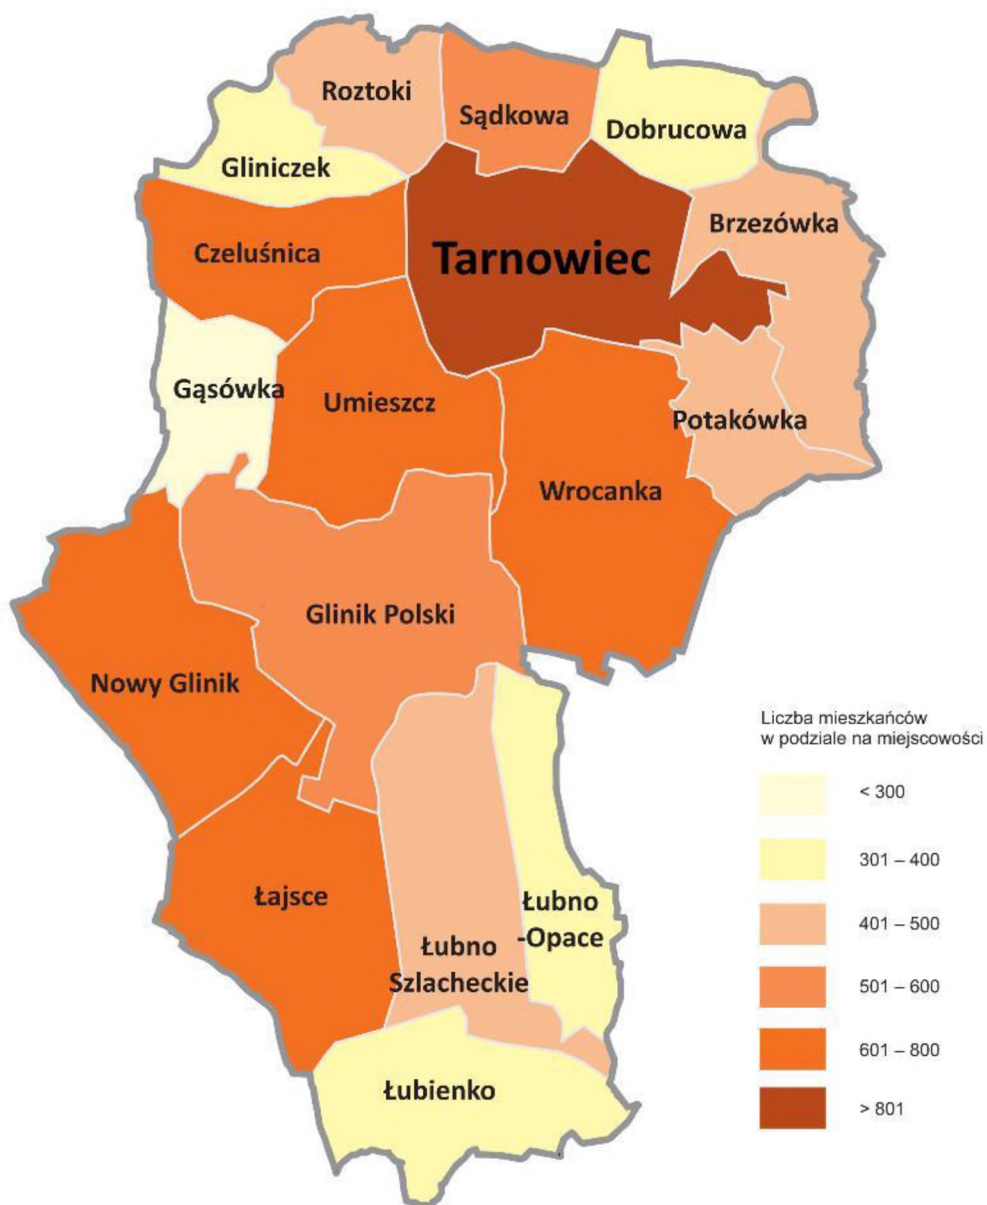 Roztoki
Sądkowa
Dobrucowa
Gliniczek
Brzezówka
Czeluśnica
Tarnowiec
Gąsówka
Umieszcz
Potakówka
Wrocanka
Glinik Polski
Nowy Glinik
Łajsce
Łubno
-Opace
Łubno
Szlacheckie
Łubienko
Liczba mieszkańców
w podziale na miejscowości
< 300
301 – 400
401 – 500
501 – 600
601 – 800
> 801